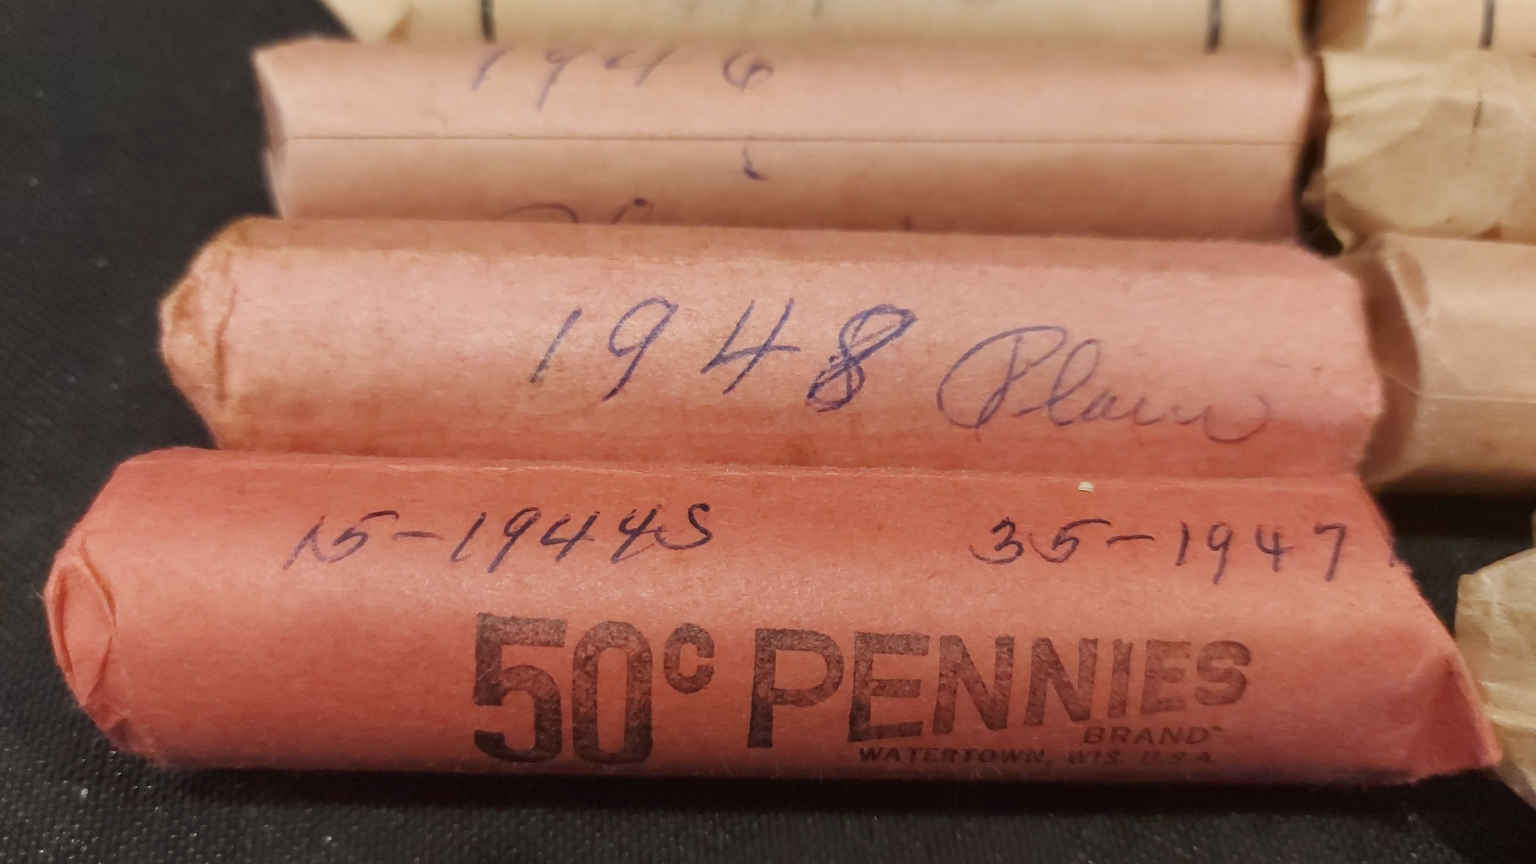 1946
1948 Plain
15-1944S 35-1947
50¢ PENNIES
BRAND
WATERTOWN, WIS. U.S.A.